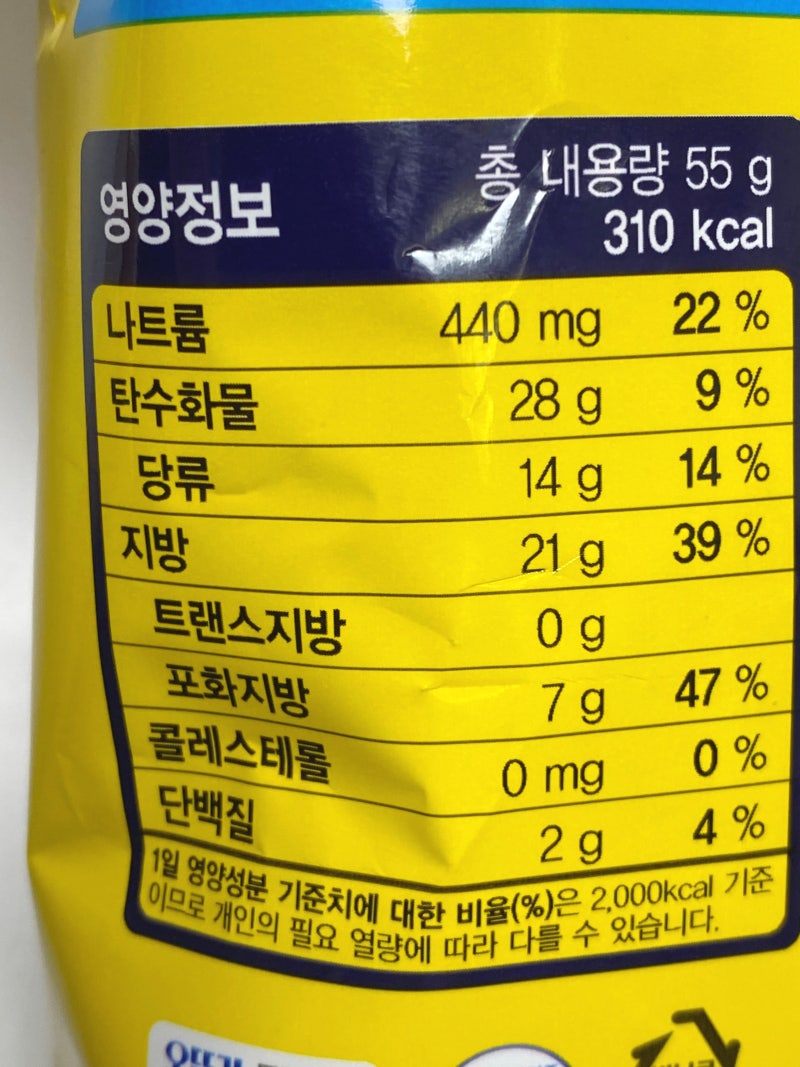 영양정보
총 내용량 55 g
310 kcal
나트륨 440 mg 22 %
탄수화물 28 g 9 %
당류 14 g 14 %
지방 21 g 39 %
트랜스지방 0 g
포화지방 7 g 47 %
콜레스테롤 0 mg 0 %
단백질 2 g 4 %
1일 영양성분 기준치에 대한 비율(%)은 2,000kcal 기준
이므로 개인의 필요 열량에 따라 다를 수 있습니다.